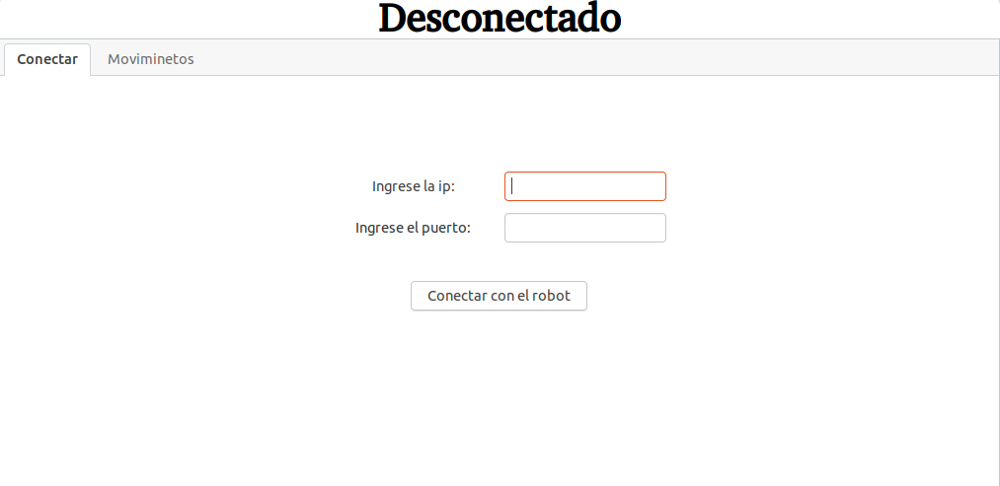 Desconectado
Conectar Moviminetos
Ingrese la ip:
Ingrese el puerto:
Conectar con el robot